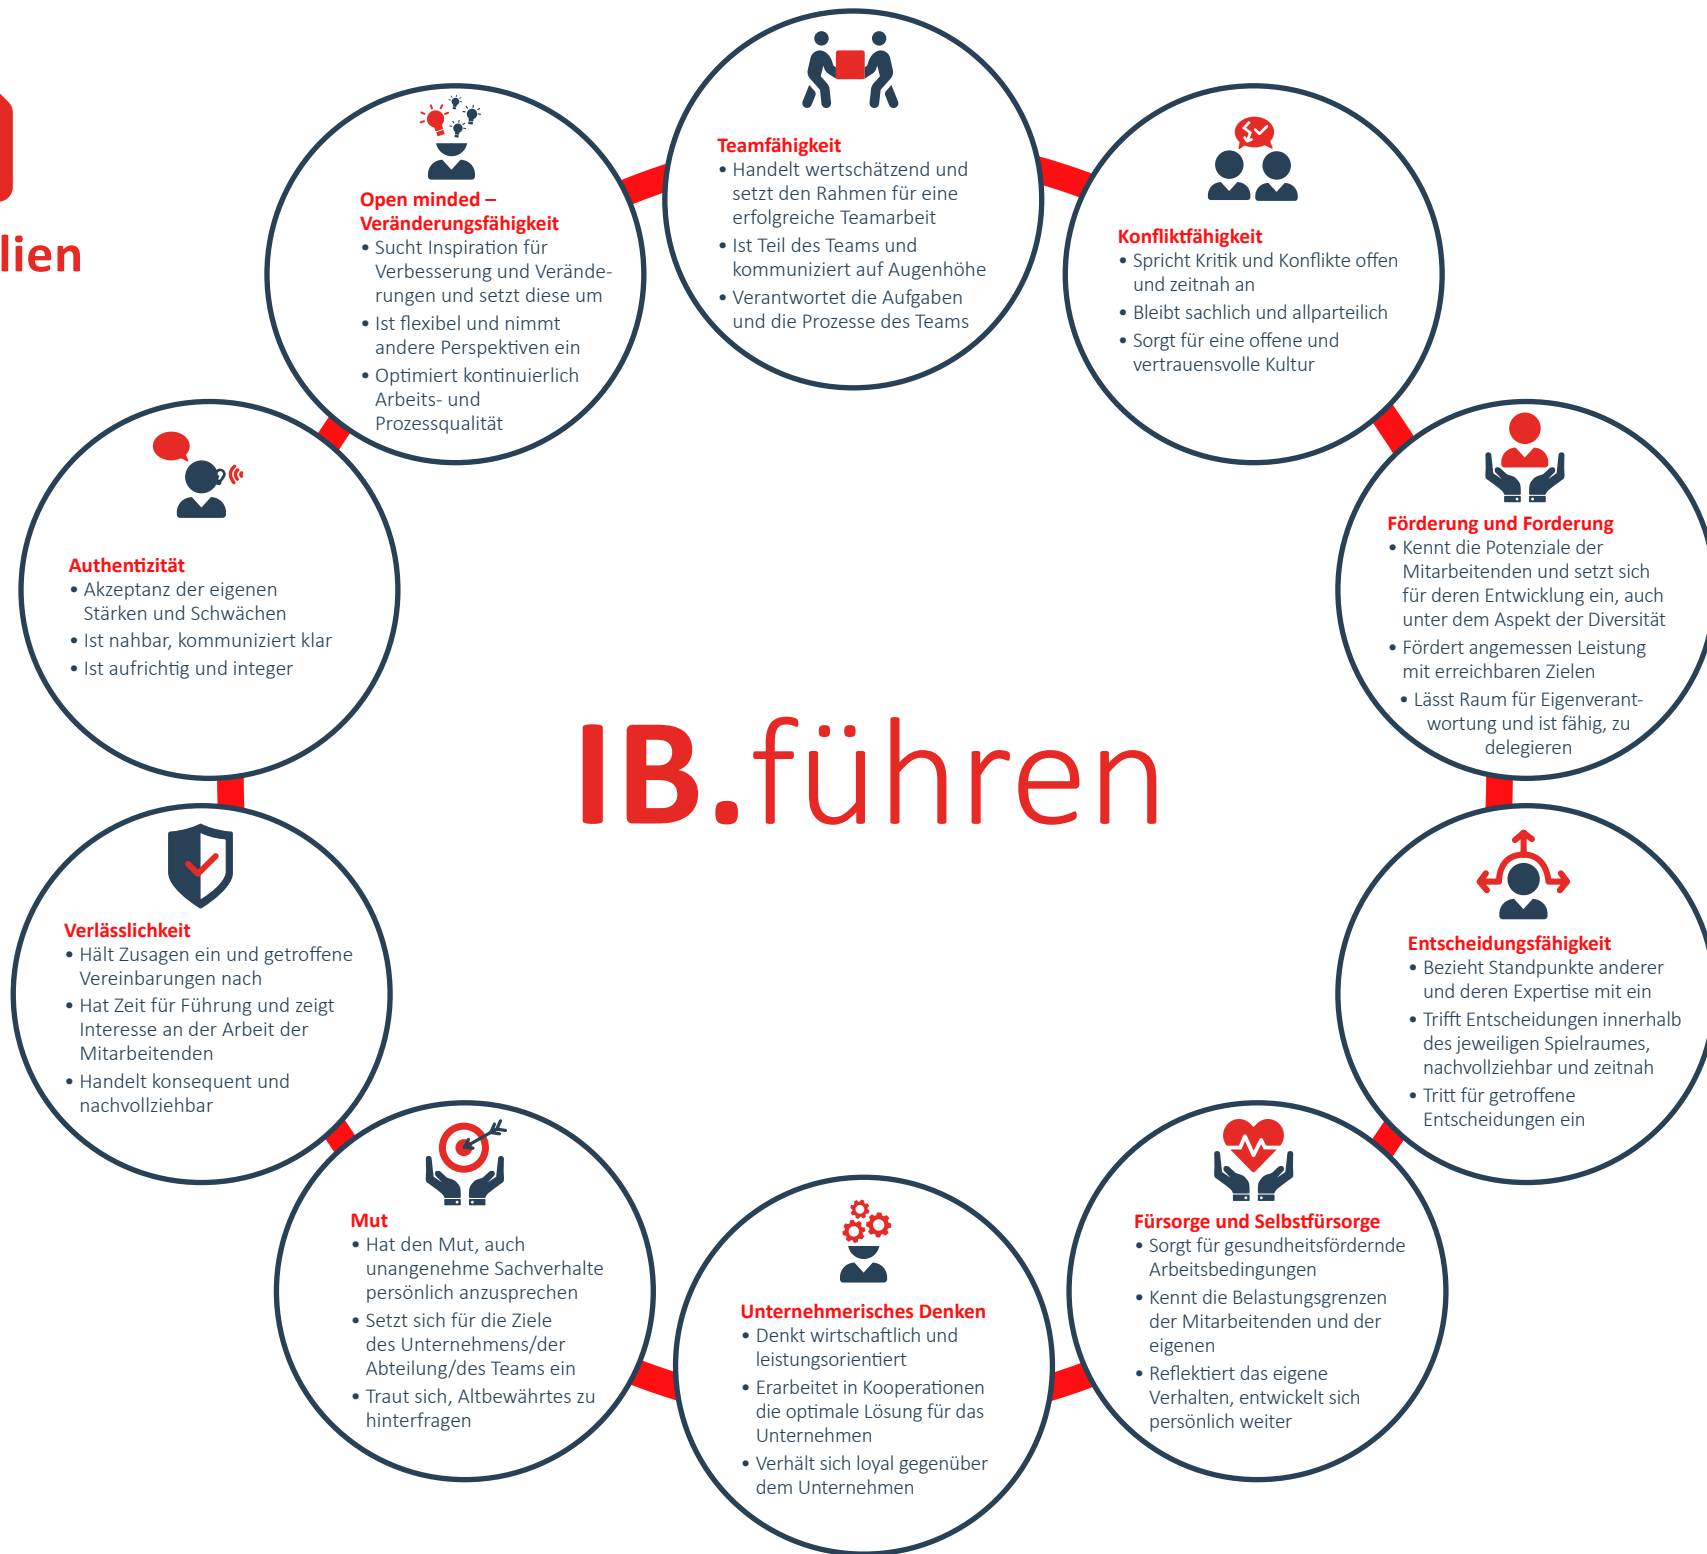 lien
Teamfähigkeit
• Handelt wertschätzend und
setzt den Rahmen für eine
erfolgreiche Teamarbeit
• Ist Teil des Teams und
kommuniziert auf Augenhöhe
• Verantwortet die Aufgaben
und die Prozesse des Teams
Konfliktfähigkeit
• Spricht Kritik und Konflikte offen
und zeitnah an
• Bleibt sachlich und allparteilich
• Sorgt für eine offene und
vertrauensvolle Kultur
Förderung und Forderung
• Kennt die Potenziale der
Mitarbeitenden und setzt sich
für deren Entwicklung ein, auch
unter dem Aspekt der Diversität
• Fördert angemessen Leistung
mit erreichbaren Zielen
• Lässt Raum für Eigenverant-
wortung und ist fähig, zu
delegieren
Entscheidungsfähigkeit
• Bezieht Standpunkte anderer
und deren Expertise mit ein
• Trifft Entscheidungen innerhalb
des jeweiligen Spielraumes,
nachvollziehbar und zeitnah
• Tritt für getroffene
Entscheidungen ein
Fürsorge und Selbstfürsorge
• Sorgt für gesundheitsfördernde
Arbeitsbedingungen
• Kennt die Belastungsgrenzen
der Mitarbeitenden und der
eigenen
• Reflektiert das eigene
Verhalten, entwickelt sich
persönlich weiter
Unternehmerisches Denken
• Denkt wirtschaftlich und
leistungsorientiert
• Erarbeitet in Kooperationen
die optimale Lösung für das
Unternehmen
• Verhält sich loyal gegenüber
dem Unternehmen
Mut
• Hat den Mut, auch
unangenehme Sachverhalte
persönlich anzusprechen
• Setzt sich für die Ziele
des Unternehmens/der
Abteilung/des Teams ein
• Traut sich, Altbewährtes zu
hinterfragen
Verlässlichkeit
• Hält Zusagen ein und getroffene
Vereinbarungen nach
• Hat Zeit für Führung und zeigt
Interesse an der Arbeit der
Mitarbeitenden
• Handelt konsequent und
nachvollziehbar
Authentizität
• Akzeptanz der eigenen
Stärken und Schwächen
• Ist nahbar, kommuniziert klar
• Ist aufrichtig und integer
Open minded –
Veränderungsfähigkeit
• Sucht Inspiration für
Verbesserung und Verände-
rungen und setzt diese um
• Ist flexibel und nimmt
andere Perspektiven ein
• Optimiert kontinuierlich
Arbeits- und
Prozessqualität
IB.führen